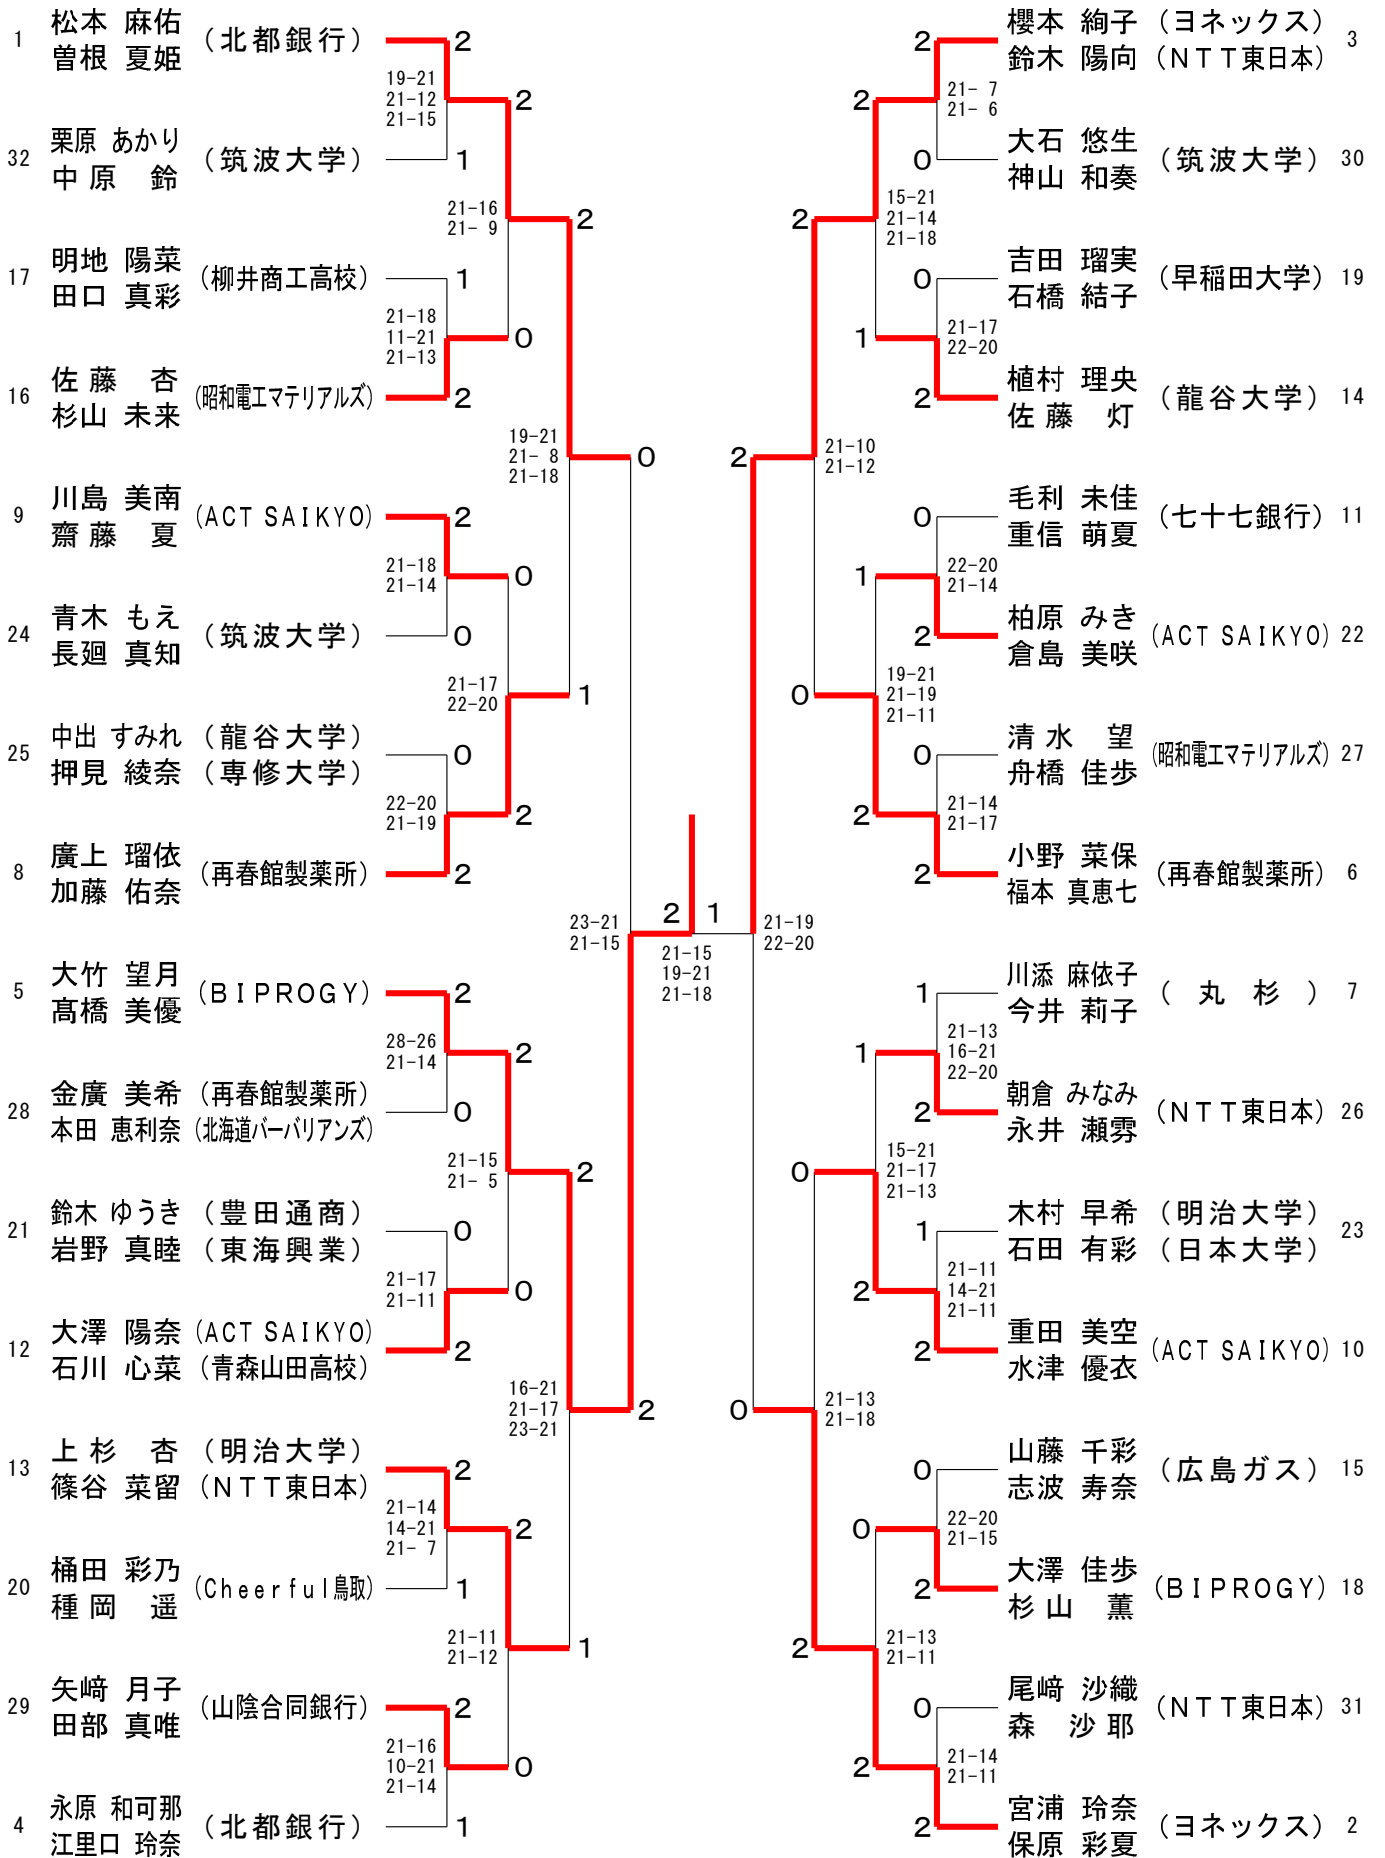 1 松本 麻佑 (北都銀行) 2
曽根 夏姫
19-21
21-12 2
21-15
32 栗原 あかり (筑波大学) 1
中原 鈴
21-16 2
21- 9
17 明地 陽菜 (柳井商工高校) 1
田口 真彩
21-18
11-21 0
21-13
16 佐藤 杏 (昭和電工マテリアルズ) 2
杉山 未来
19-21
21- 8 0
21-18
9 川島 美南 (ACT SAIKYO) 2
齋藤 夏
21-18 0
21-14
24 青木 もえ (筑波大学) 0
長廻 真知
21-17 1
22-20
25 中出 すみれ (龍谷大学) 0
押見 綾奈 (専修大学)
22-20 2
21-19
8 廣上 瑠依 (再春館製薬所) 2
加藤 佑奈
23-21
21-15
2 1
21-15
19-21
21-18
5 大竹 望月 (BIPROGY) 2
髙橋 美優
28-26 2
21-14
28 金廣 美希 (再春館製薬所) 0
本田 恵利奈 (北海道バーバリアンズ)
21-15 2
21- 5
21 鈴木 ゆうき (豊田通商) 0
岩野 真睦 (東海興業)
21-17 0
21-11
12 大澤 陽奈 (ACT SAIKYO) 2
石川 心菜 (青森山田高校)
16-21
21-17 2
23-21
13 上杉 杏 (明治大学) 2
篠谷 菜留 (NTT東日本)
21-14
14-21 2
21- 7
20 桶田 彩乃 (Cheerful鳥取) 1
種岡 遥
21-11 1
21-12
29 矢﨑 月子 (山陰合同銀行) 2
田部 真唯
21-16
10-21 0
21-14
4 永原 和可那 (北都銀行) 1
江里口 玲奈
2 櫻本 絢子 (ヨネックス) 3
鈴木 陽向 (NTT東日本)
2 21- 7
21- 6
0 大石 悠生 (筑波大学) 30
神山 和奏
2 15-21
21-14
21-18
0 吉田 瑠実 (早稲田大学) 19
石橋 結子
1 21-17
22-20
2 植村 理央 (龍谷大学) 14
佐藤 灯
2 21-10
21-12
0 毛利 未佳 (七十七銀行) 11
重信 萌夏
1 22-20
21-14
2 柏原 みき (ACT SAIKYO) 22
倉島 美咲
0 19-21
21-19
21-11
0 清水 望 (昭和電工マテリアルズ) 27
舟橋 佳歩
2 21-14
21-17
2 小野 菜保 (再春館製薬所) 6
福本 真恵七
21-19
22-20
1 川添 麻依子 (丸杉) 7
今井 莉子
1 21-13
16-21
22-20
2 朝倉 みなみ (NTT東日本) 26
永井 瀬雰
0 15-21
21-17
21-13
1 木村 早希 (明治大学) 23
石田 有彩 (日本大学)
2 21-11
14-21
21-11
2 重田 美空 (ACT SAIKYO) 10
水津 優衣
0 21-13
21-18
0 山藤 千彩 (広島ガス) 15
志波 寿奈
0 22-20
21-15
2 大澤 佳歩 (BIPROGY) 18
杉山 薫
2 21-13
21-11
0 尾﨑 沙織 (NTT東日本) 31
森 沙耶
2 21-14
21-11
2 宮浦 玲奈 (ヨネックス) 2
保原 彩夏